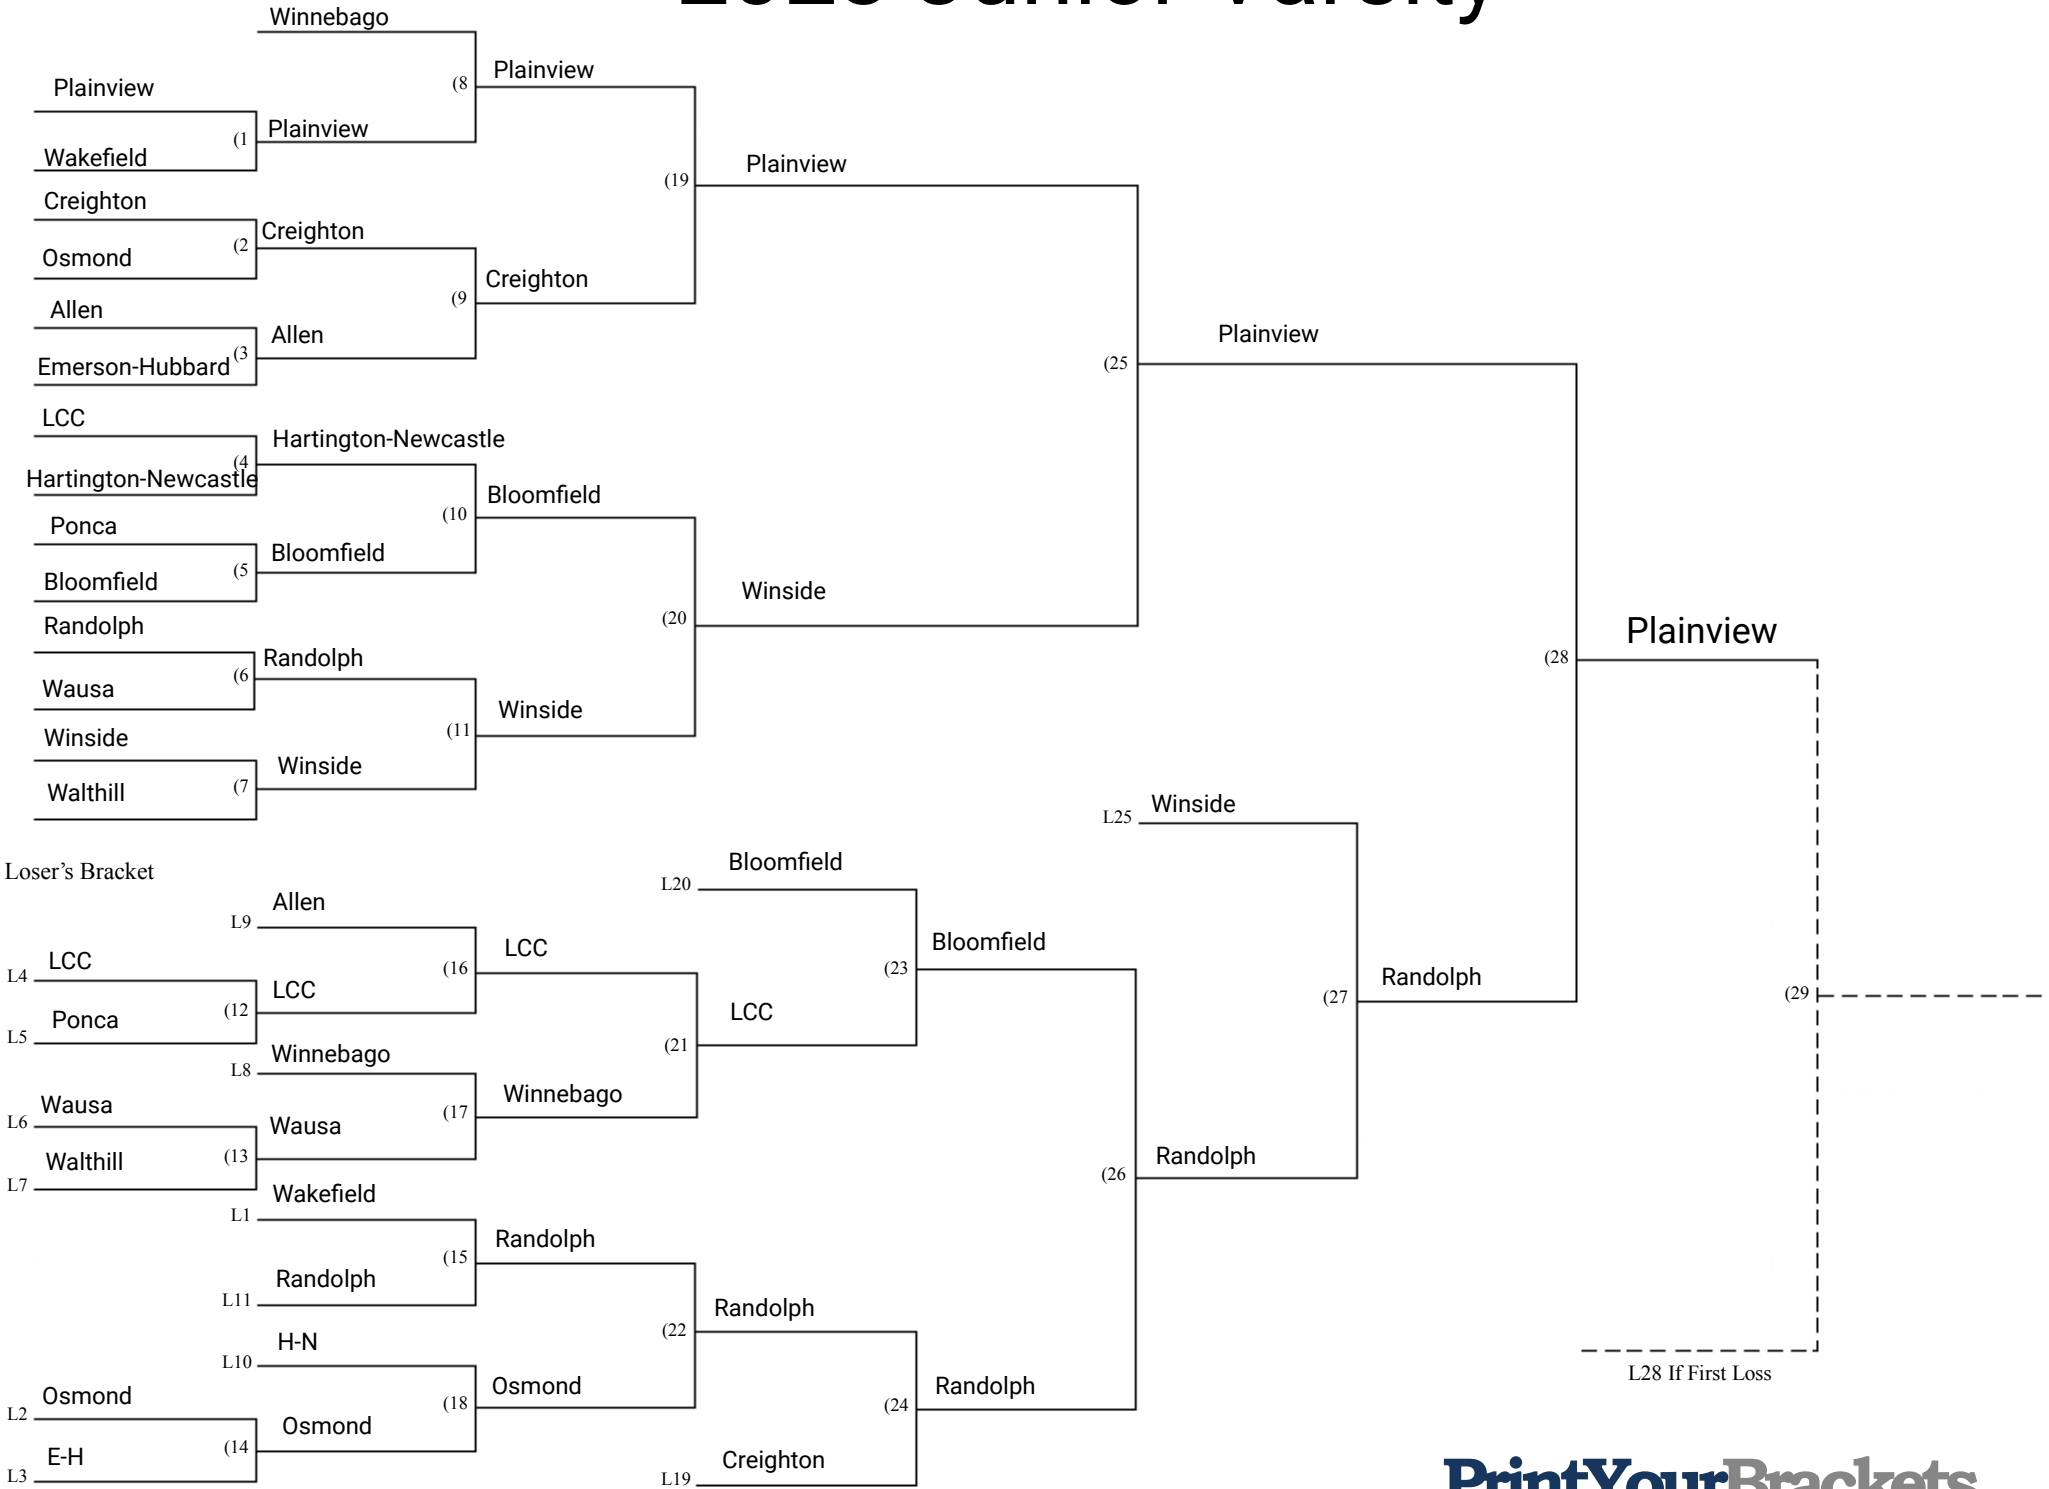 2023 Junior Varsity
Winnebago
Plainview
(8
Plainview
(1
Plainview
Wakefield
Plainview
(19
Creighton
Creighton
(2
Osmond
Creighton
(9
Allen
Allen
(3
Emerson-Hubbard
Plainview
(25
LCC
Hartington-Newcastle
(4
Hartington-Newcastle
Bloomfield
(10
Ponca
Bloomfield
(5
Bloomfield
Winside
(20
Randolph
Randolph
(6
Wausa
Winside
(11
Winside
Winside
(7
Walthill
Plainview
(28
L25
Winside
Loser's Bracket
Bloomfield
L20
Allen
L9
LCC
(16
LCC
L4
LCC
(12
Ponca
L5
Bloomfield
(23
LCC
(21
Randolph
(27
(29
Winnebago
L8
Winnebago
(17
Wausa
L6
Wausa
(13
Walthill
L7
Randolph
(26
Wakefield
L1
Randolph
(15
Randolph
L11
Randolph
(22
H-N
L10
Osmond
(18
Osmond
L2
Osmond
(14
E-H
L3
Randolph
(24
Creighton
L19
L28 If First Loss
PrintYourBrackets